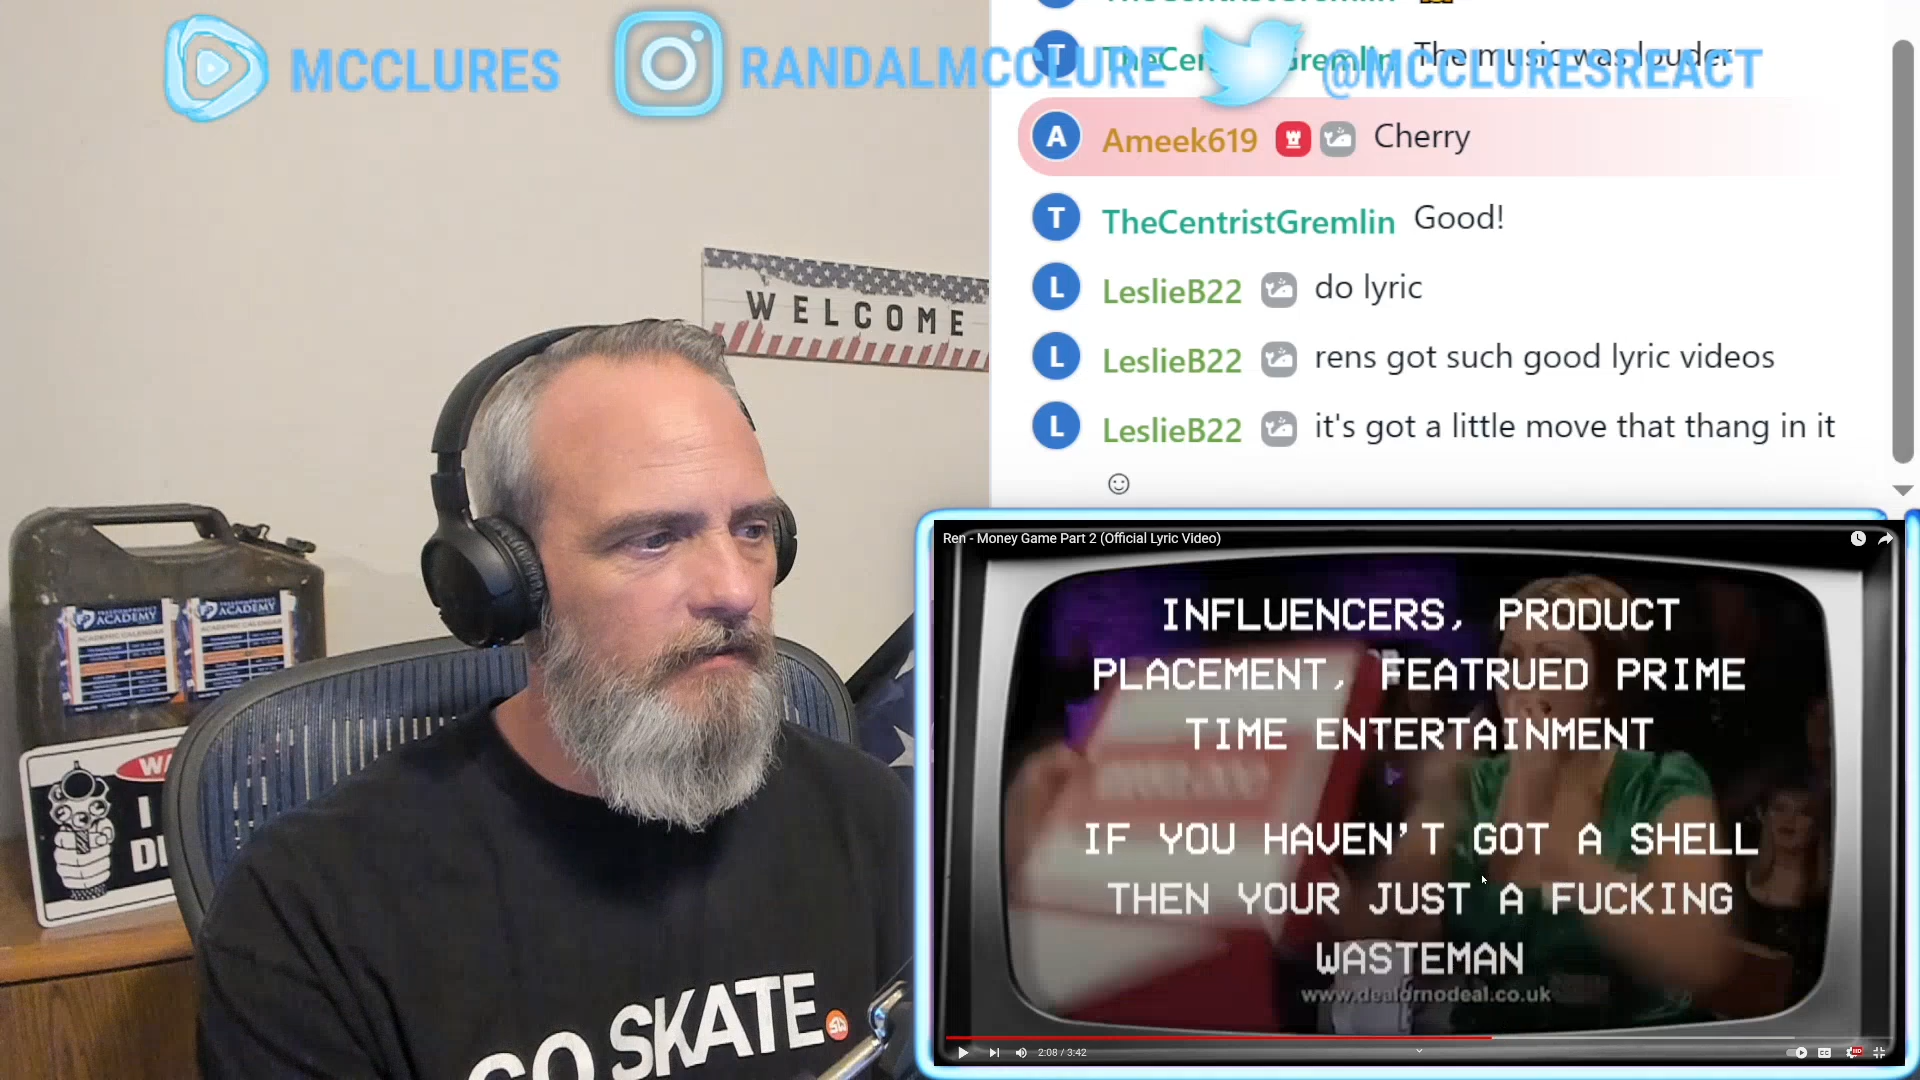 MCCLURES
RANDALMCCLURE
@MCCLURESREACT
The music was louder
A
Ameek619
Cherry
T
TheCentristGremlin
Good!
L
LeslieB22
do lyric
L
LeslieB22
rens got such good lyric videos
L
LeslieB22
it's got a little move that thang in it
WELCOME
ACADEMY
ACADEMY
WA
I
DI
GO SKATE.
Ren - Money Game Part 2 (Official Lyric Video)
INFLUENCERS, PRODUCT
PLACEMENT, FEATRUED PRIME
TIME ENTERTAINMENT
IF YOU HAVEN'T GOT A SHELL
THEN YOUR JUST A FUCKING
WASTEMAN
www.dealornodeal.co.uk
2:08 / 3:42